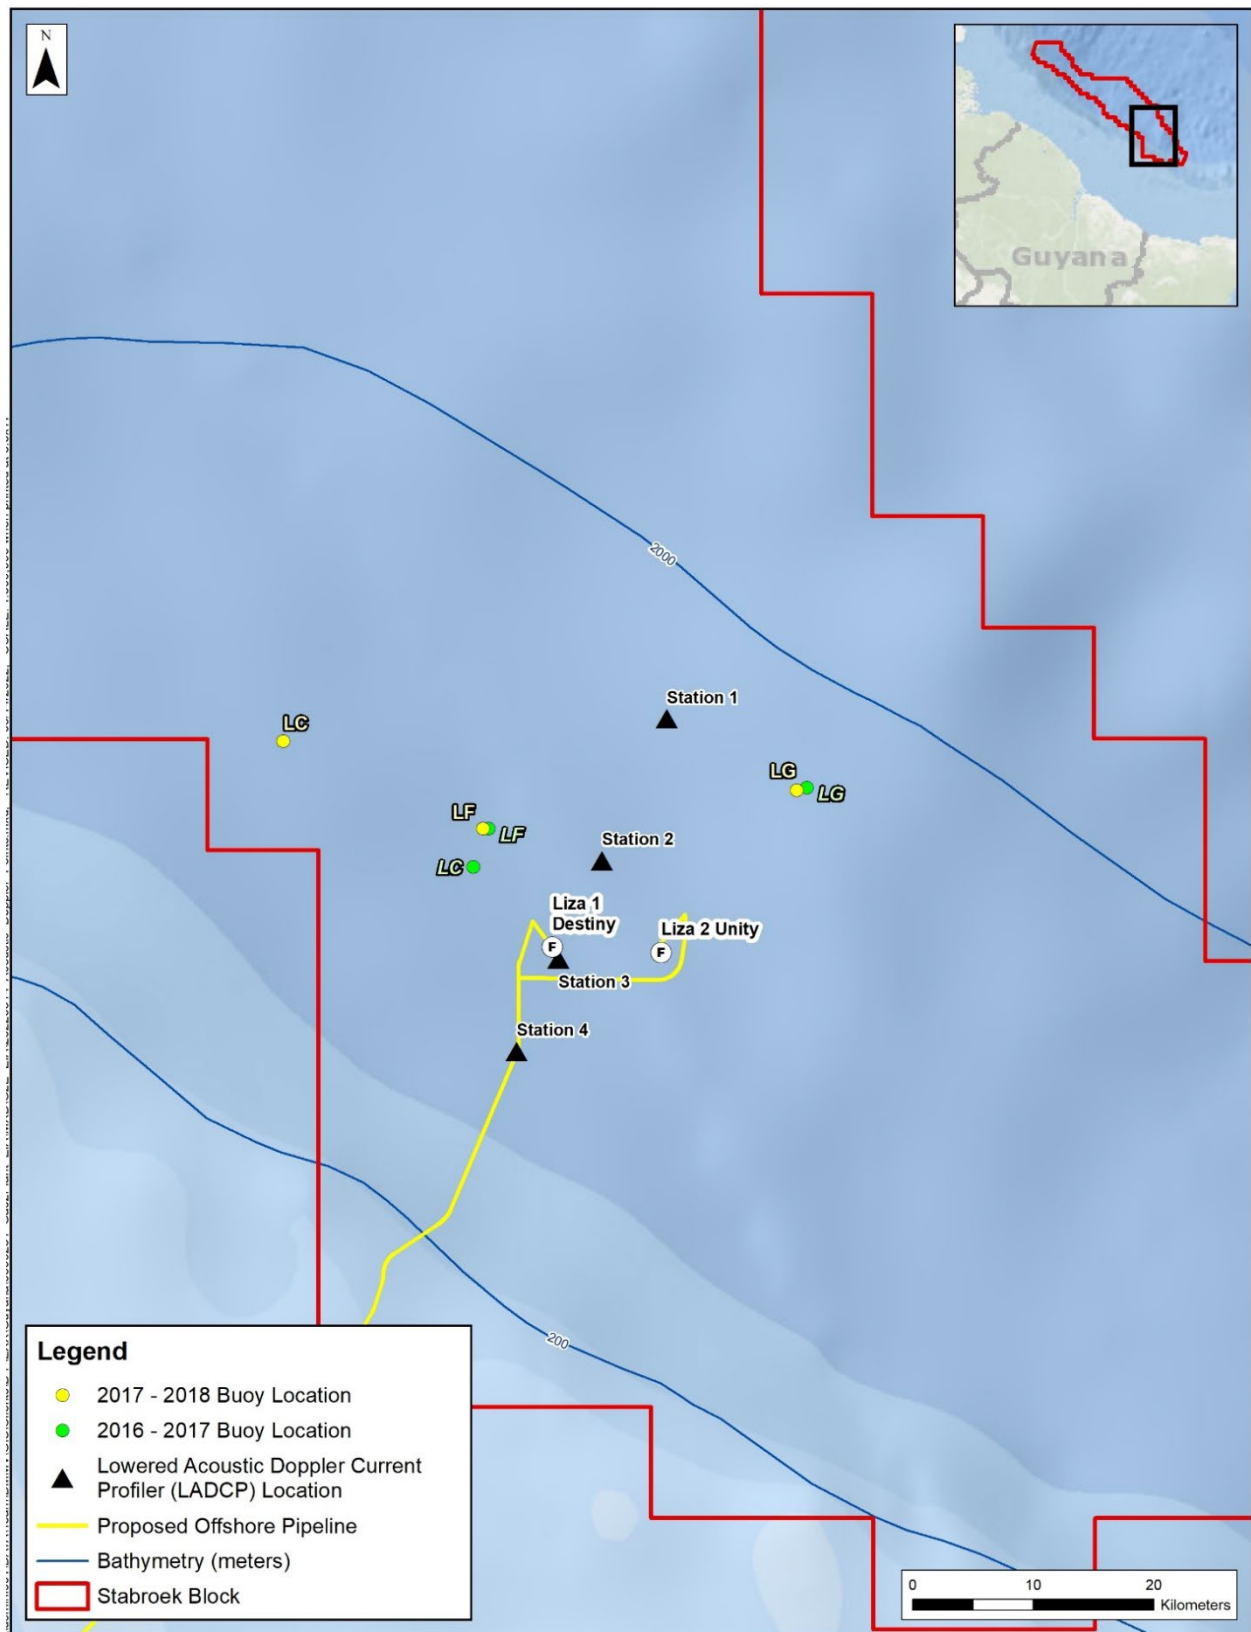 N
Guyana
2000
Station 1
LC
LG
LG
LF
LF
Station 2
LC
Liza 1
Destiny
Liza 2 Unity
F
F
Station 3
Station 4
200
Legend
2017 - 2018 Buoy Location
2016 - 2017 Buoy Location
Lowered Acoustic Doppler Current
Profiler (LADCP) Location
Proposed Offshore Pipeline
Bathymetry (meters)
Stabroek Block
0 10 20
Kilometers